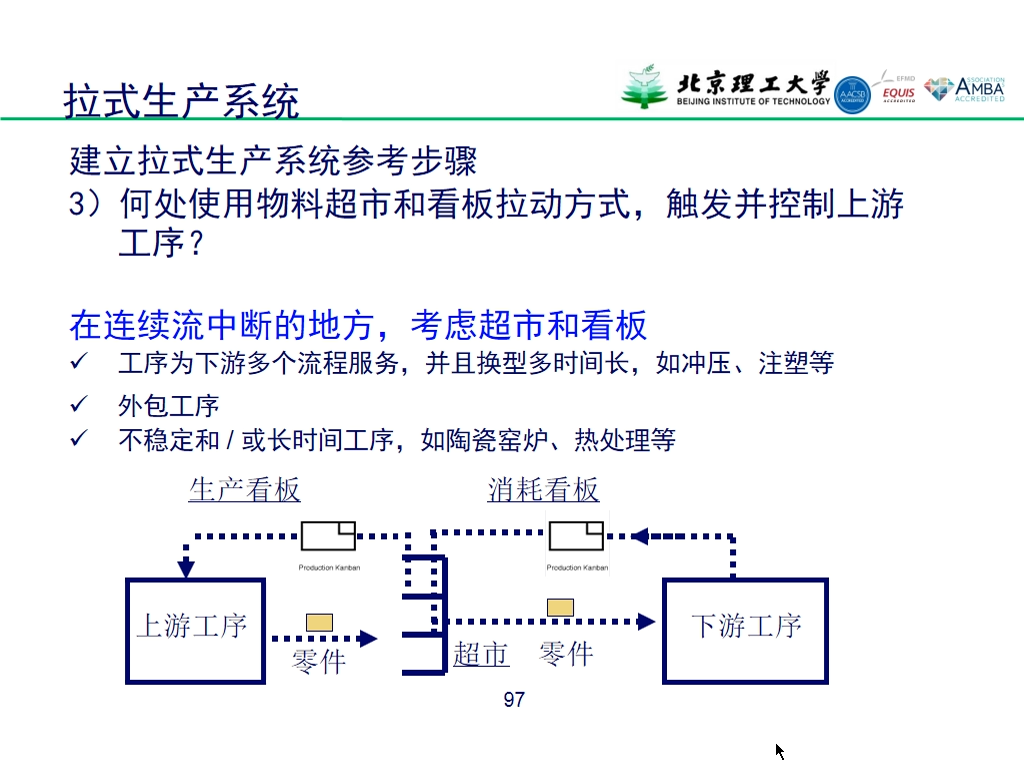 拉式生产系统
北京理工大学
BEIJING INSTITUTE OF TECHNOLOGY
AACSB
ACCREDITED
EFMD
EQUIS
ACCREDITED
ASSOCIATION
AMBA
ACCREDITED
建立拉式生产系统参考步骤
3）何处使用物料超市和看板拉动方式，触发并控制上游
工序？
在连续流中断的地方，考虑超市和看板
✓ 工序为下游多个流程服务，并且换型多时间长，如冲压、注塑等
✓ 外包工序
✓ 不稳定和 / 或长时间工序，如陶瓷窑炉、热处理等
生产看板
消耗看板
Production Kanban
Production Kanban
上游工序
下游工序
零件
超市
零件
97